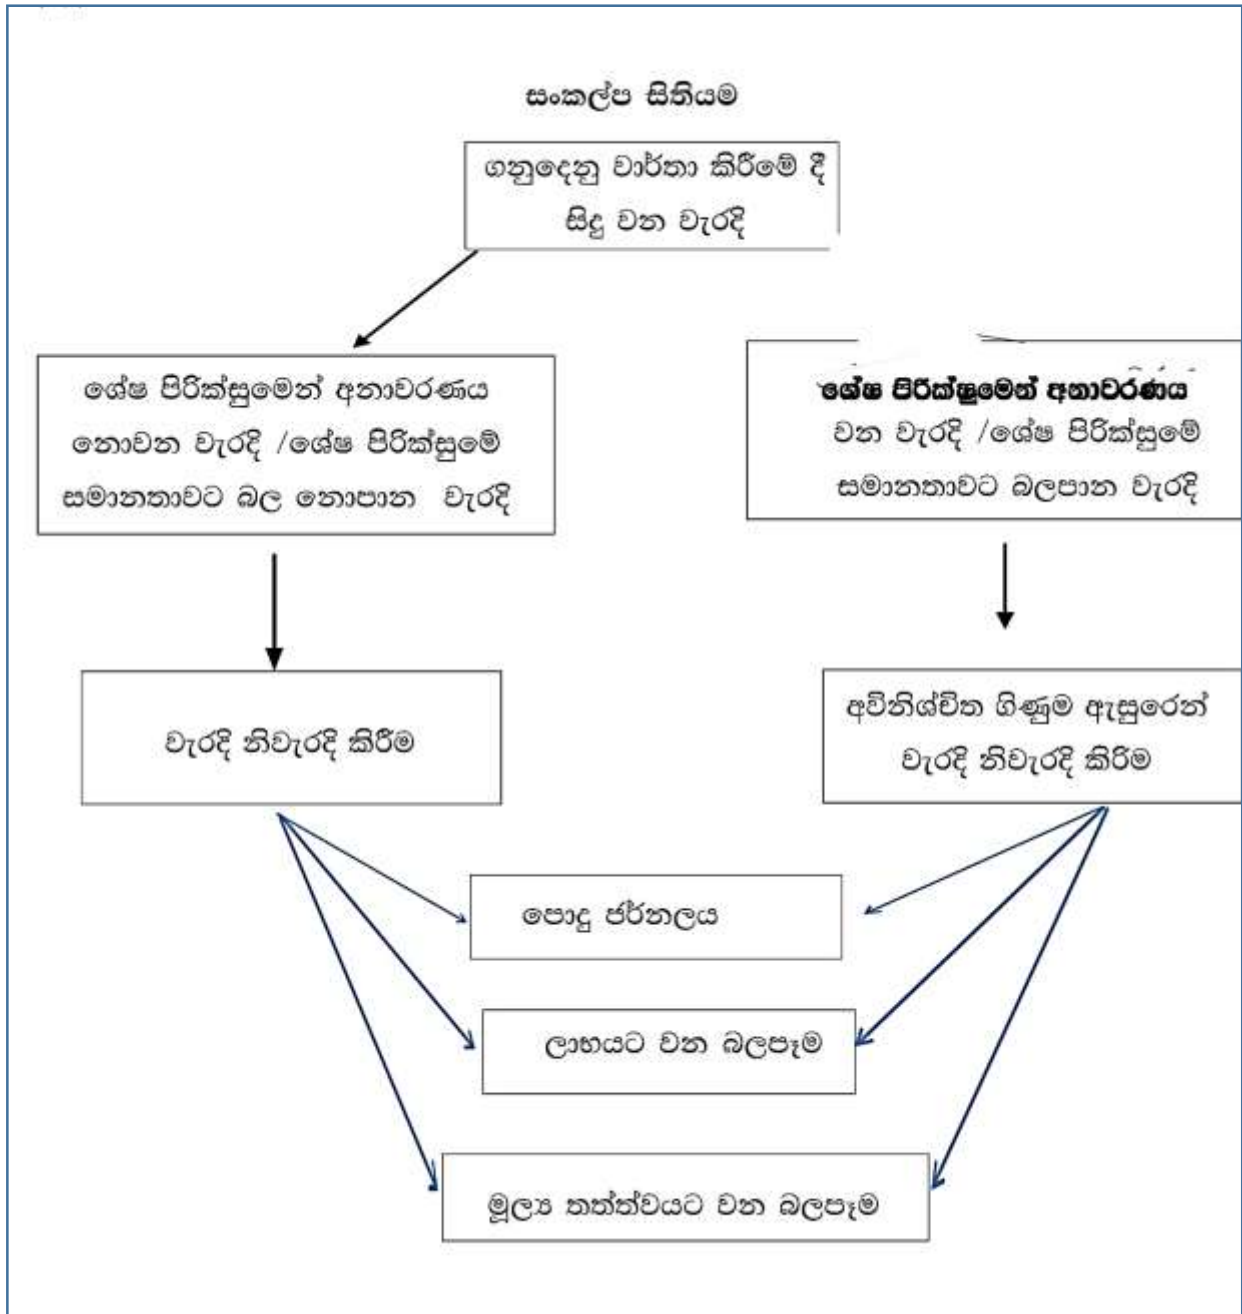 සංකල්ප සිතියම
ගනුදෙනු වාර්තා කිරීමේ දී
සිදු වන වැරදි
ශේෂ පිරික්සුමෙන් අනාවරණය
නොවන වැරදි /ශේෂ පිරික්සුමේ
සමානතාවට බල නොපාන වැරදි
ශේෂ පිරික්ෂුමෙන් අනාවරණය
වන වැරදි /ශේෂ පිරික්සුමේ
සමානතාවට බලපාන වැරදි
වැරදි නිවැරදි කිරීම
අවිනිශ්චිත ගිණුම ඇසුරෙන්
වැරදි නිවැරදි කිරිම
පොදු ජර්නලය
ලාභයට වන බලපෑම
මූල්‍ය තත්ත්වයට වන බලපෑම